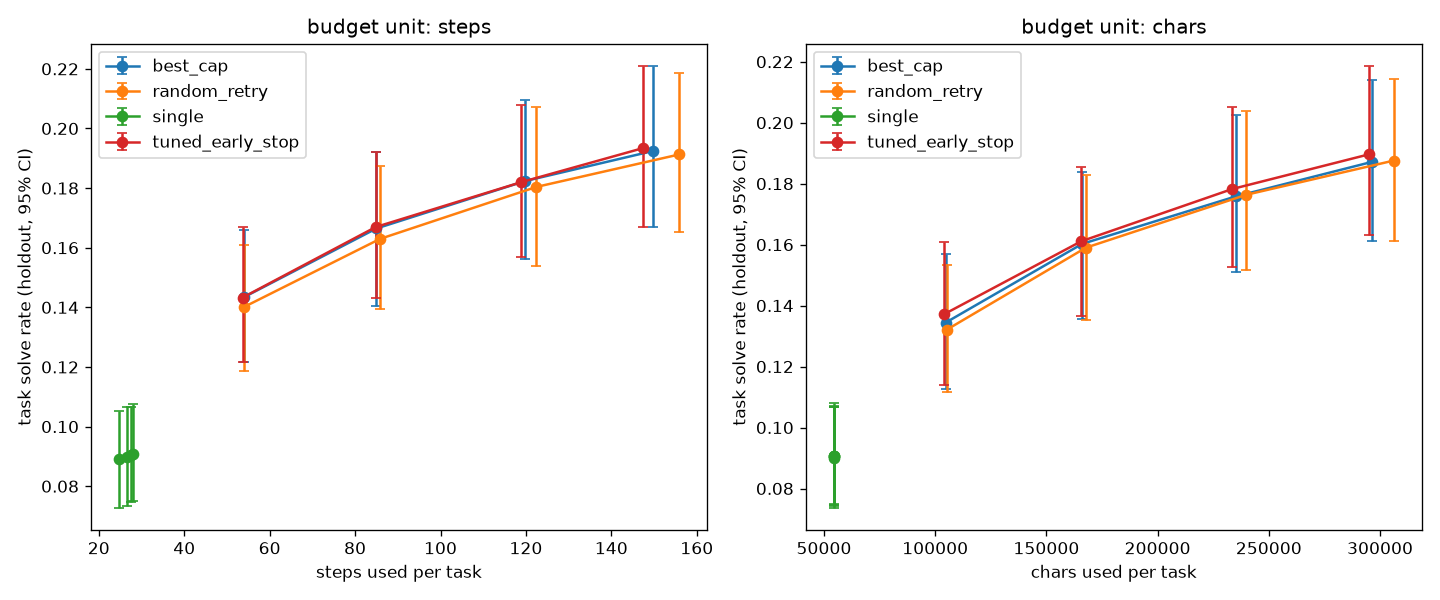 budget unit: steps
best_cap
random_retry
single
tuned_early_stop
0.22
0.20
0.18
0.16
0.14
0.12
0.10
0.08
task solve rate (holdout, 95% CI)
20 40 60 80 100 120 140 160
steps used per task
budget unit: chars
best_cap
random_retry
single
tuned_early_stop
0.22
0.20
0.18
0.16
0.14
0.12
0.10
0.08
task solve rate (holdout, 95% CI)
50000 100000 150000 200000 250000 300000
chars used per task